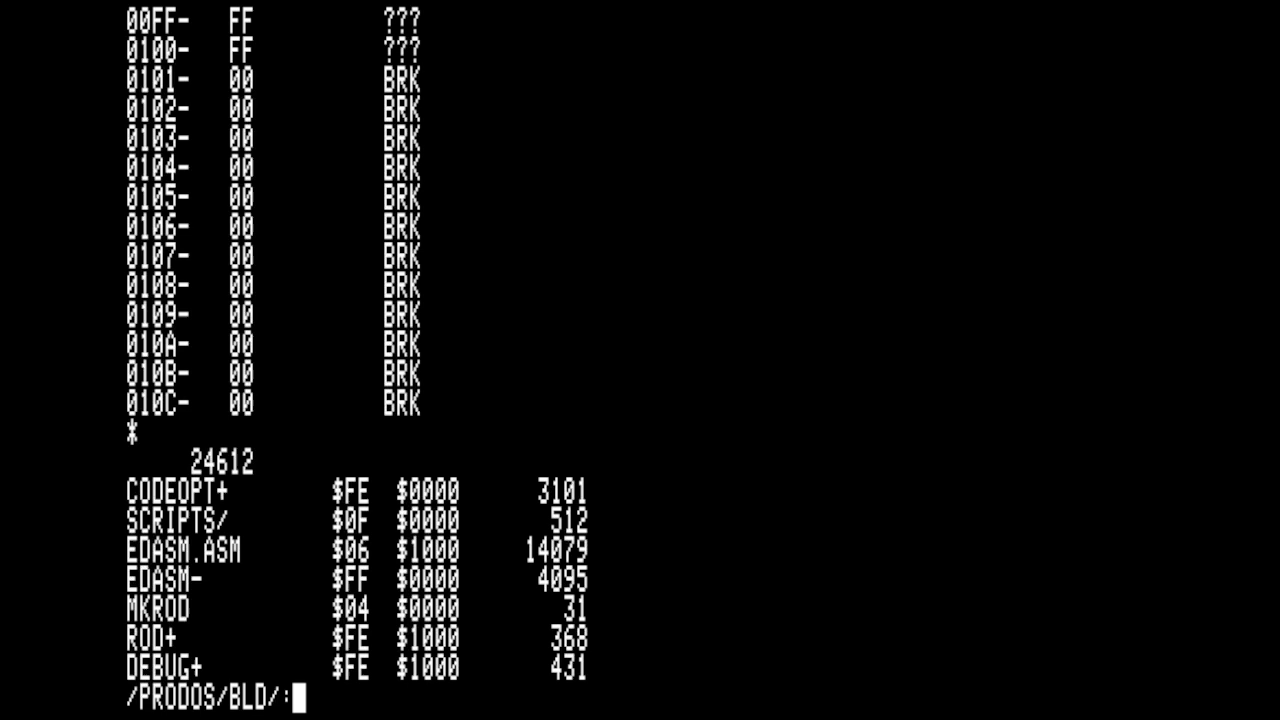 00FF-   FF          ???
0100-   FF          ???
0101-   00          BRK
0102-   00          BRK
0103-   00          BRK
0104-   00          BRK
0105-   00          BRK
0106-   00          BRK
0107-   00          BRK
0108-   00          BRK
0109-   00          BRK
010A-   00          BRK
010B-   00          BRK
010C-   00          BRK
*
     24612
CODEOPT+        $FE  $0000      3101
SCRIPTS/        $0F  $0000       512
EDASM.ASM       $06  $1000     14079
EDASM-          $FF  $0000      4095
MKROD           $04  $0000        31
ROD+            $FE  $1000       368
DEBUG+          $FE  $1000       431
/PRODOS/BLD/: